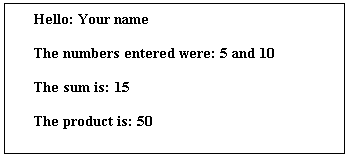 Hello: Your name
The numbers entered were: 5 and 10
The sum is: 15
The product is: 50